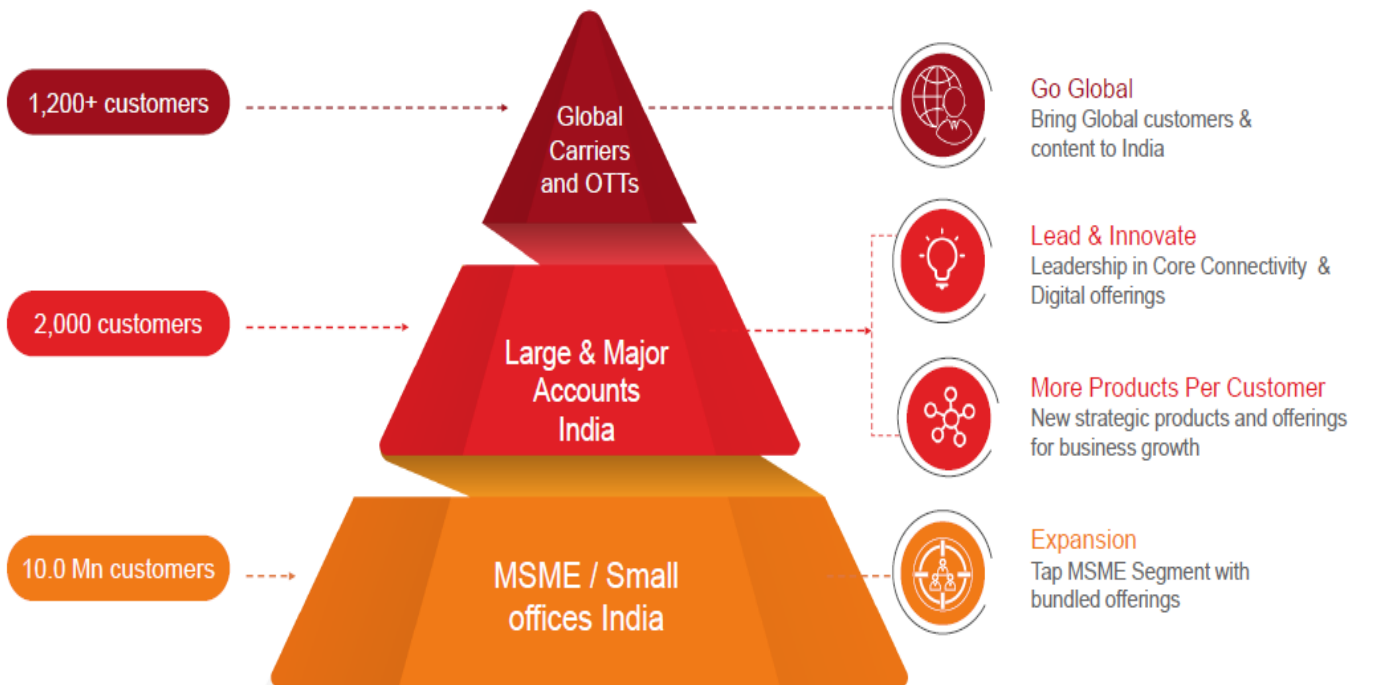 1,200+ customers
Global
Carriers
and OTTs
Go Global
Bring Global customers &
content to India
2,000 customers
Large & Major
Accounts
India
Lead & Innovate
Leadership in Core Connectivity &
Digital offerings
More Products Per Customer
New strategic products and offerings
for business growth
10.0 Mn customers
MSME / Small
offices India
Expansion
Tap MSME Segment with
bundled offerings